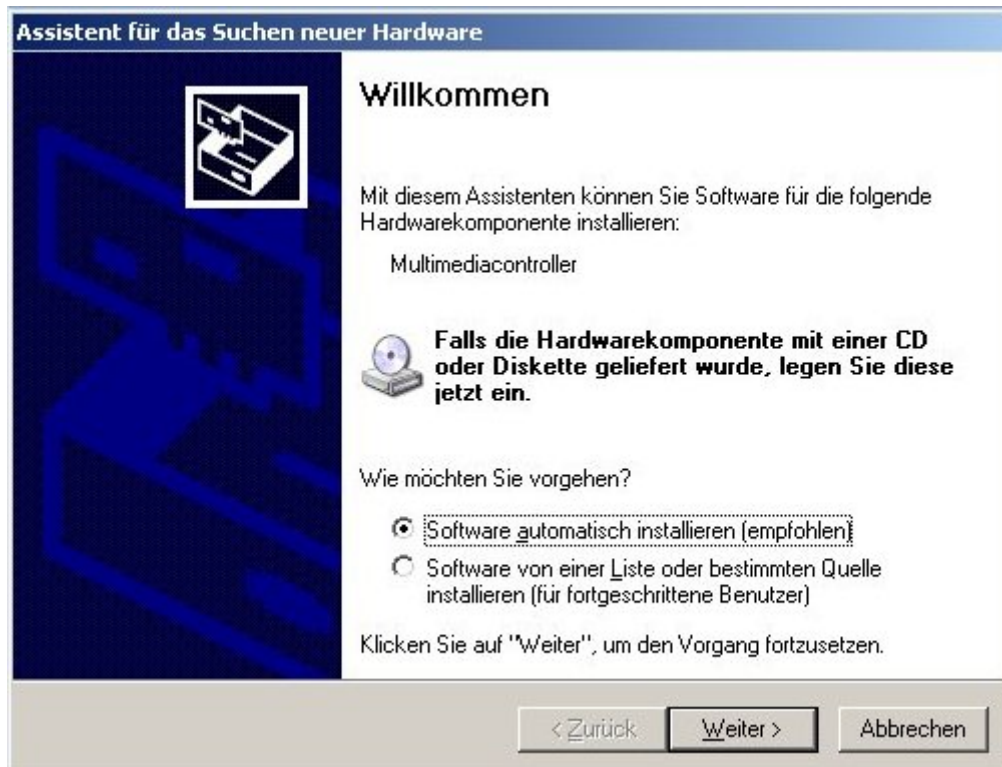 Assistent für das Suchen neuer Hardware
Willkommen
Mit diesem Assistenten können Sie Software für die folgende
Hardwarekomponente installieren:
Multimediacontroller
Falls die Hardwarekomponente mit einer CD
oder Diskette geliefert wurde, legen Sie diese
jetzt ein.
Wie möchten Sie vorgehen?
Software automatisch installieren (empfohlen)
Software von einer Liste oder bestimmten Quelle
installieren (für fortgeschrittene Benutzer)
Klicken Sie auf "Weiter", um den Vorgang fortzusetzen.
< Zurück Weiter > Abbrechen